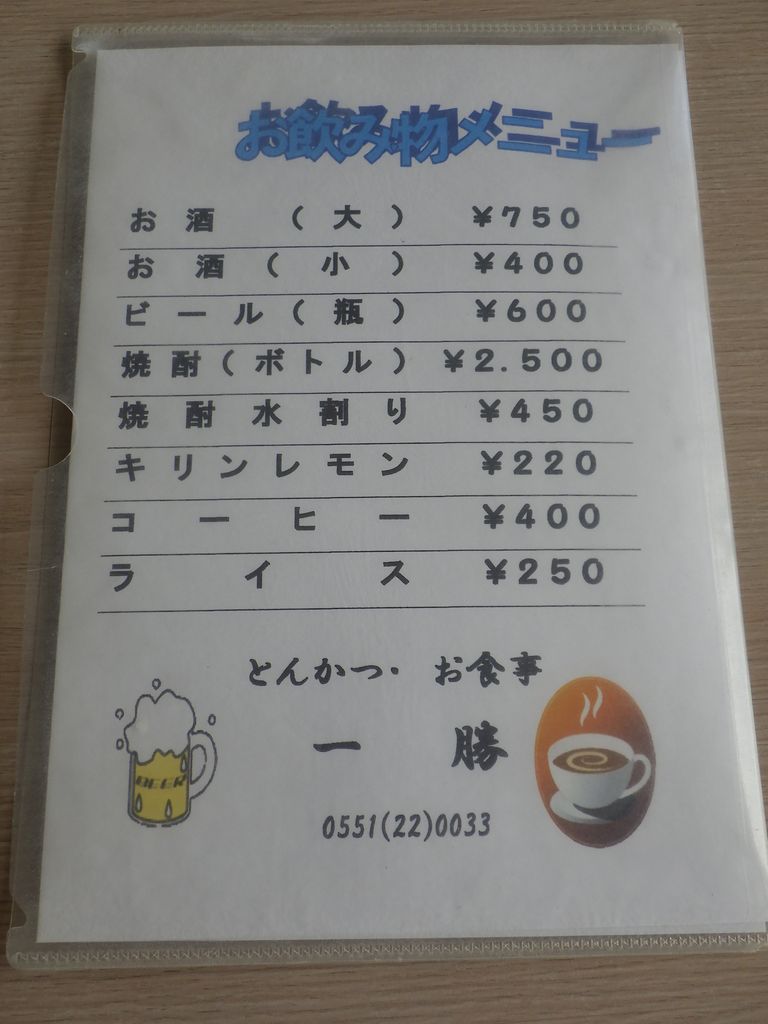 お飲み物メニュー
お酒 (大) ¥750
お酒(小) ¥400
ビール(瓶) ¥600
焼酎(ボトル) ¥2.500
焼酎水割り ¥450
キリンレモン ¥220
コーヒー ¥400
ライス ¥250
とんかつ・ お食事
一 勝
BEER
0551(22)0033